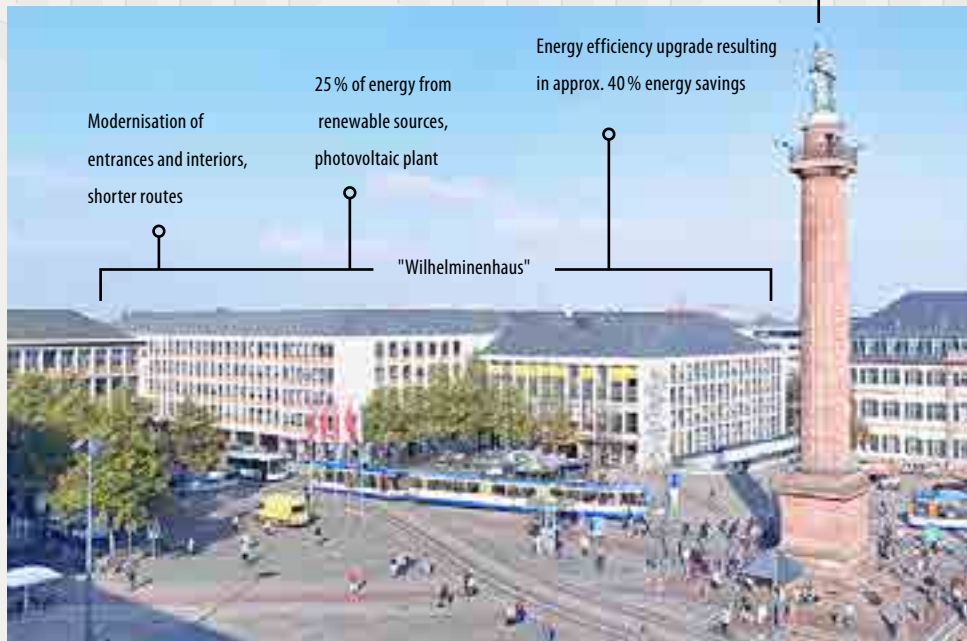 Modernisation of
entrances and interiors,
shorter routes
25 % of energy from
renewable sources,
photovoltaic plant
Energy efficiency upgrade resulting
in approx. 40 % energy savings
"Wilhelminenhaus"